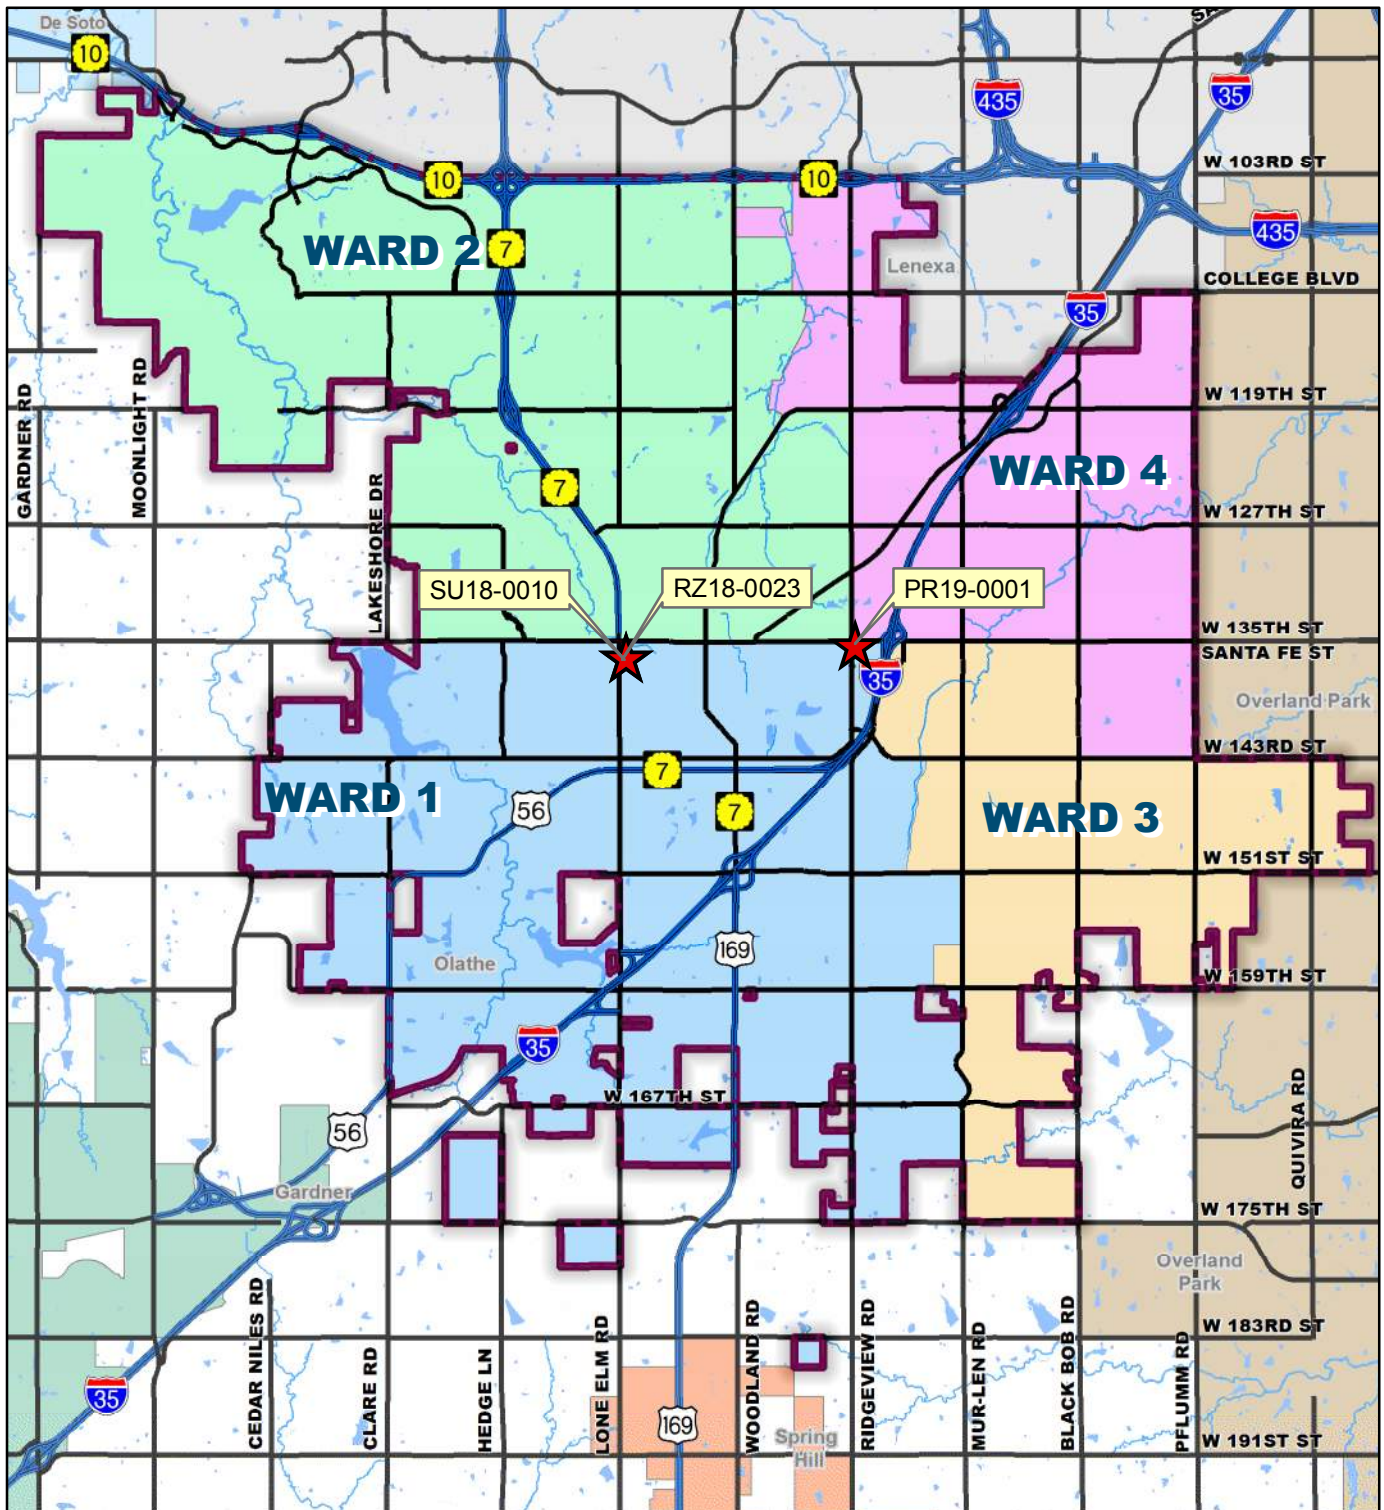 De Soto
10
435
35
W 103RD ST
10
10
WARD 2
7
435
Lenexa
COLLEGE BLVD
35
GARDNER RD
MOONLIGHT RD
W 119TH ST
LAKESHORE DR
7
WARD 4
W 127TH ST
SU18-0010
RZ18-0023
PR19-0001
W 135TH ST
SANTA FE ST
35
Overland Park
W 143RD ST
7
WARD 1
56
7
WARD 3
W 151ST ST
Olathe
169
W 159TH ST
35
W 167TH ST
56
QUIVIRA RD
Gardner
W 175TH ST
Overland
Park
CEDAR NILES RD
CLARE RD
HEDGE LN
LONE ELM RD
WOODLAND RD
RIDGEVIEW RD
MUR-LEN RD
BLACK BOB RD
PFLUMM RD
W 183RD ST
35
169
Spring
Hill
W 191ST ST